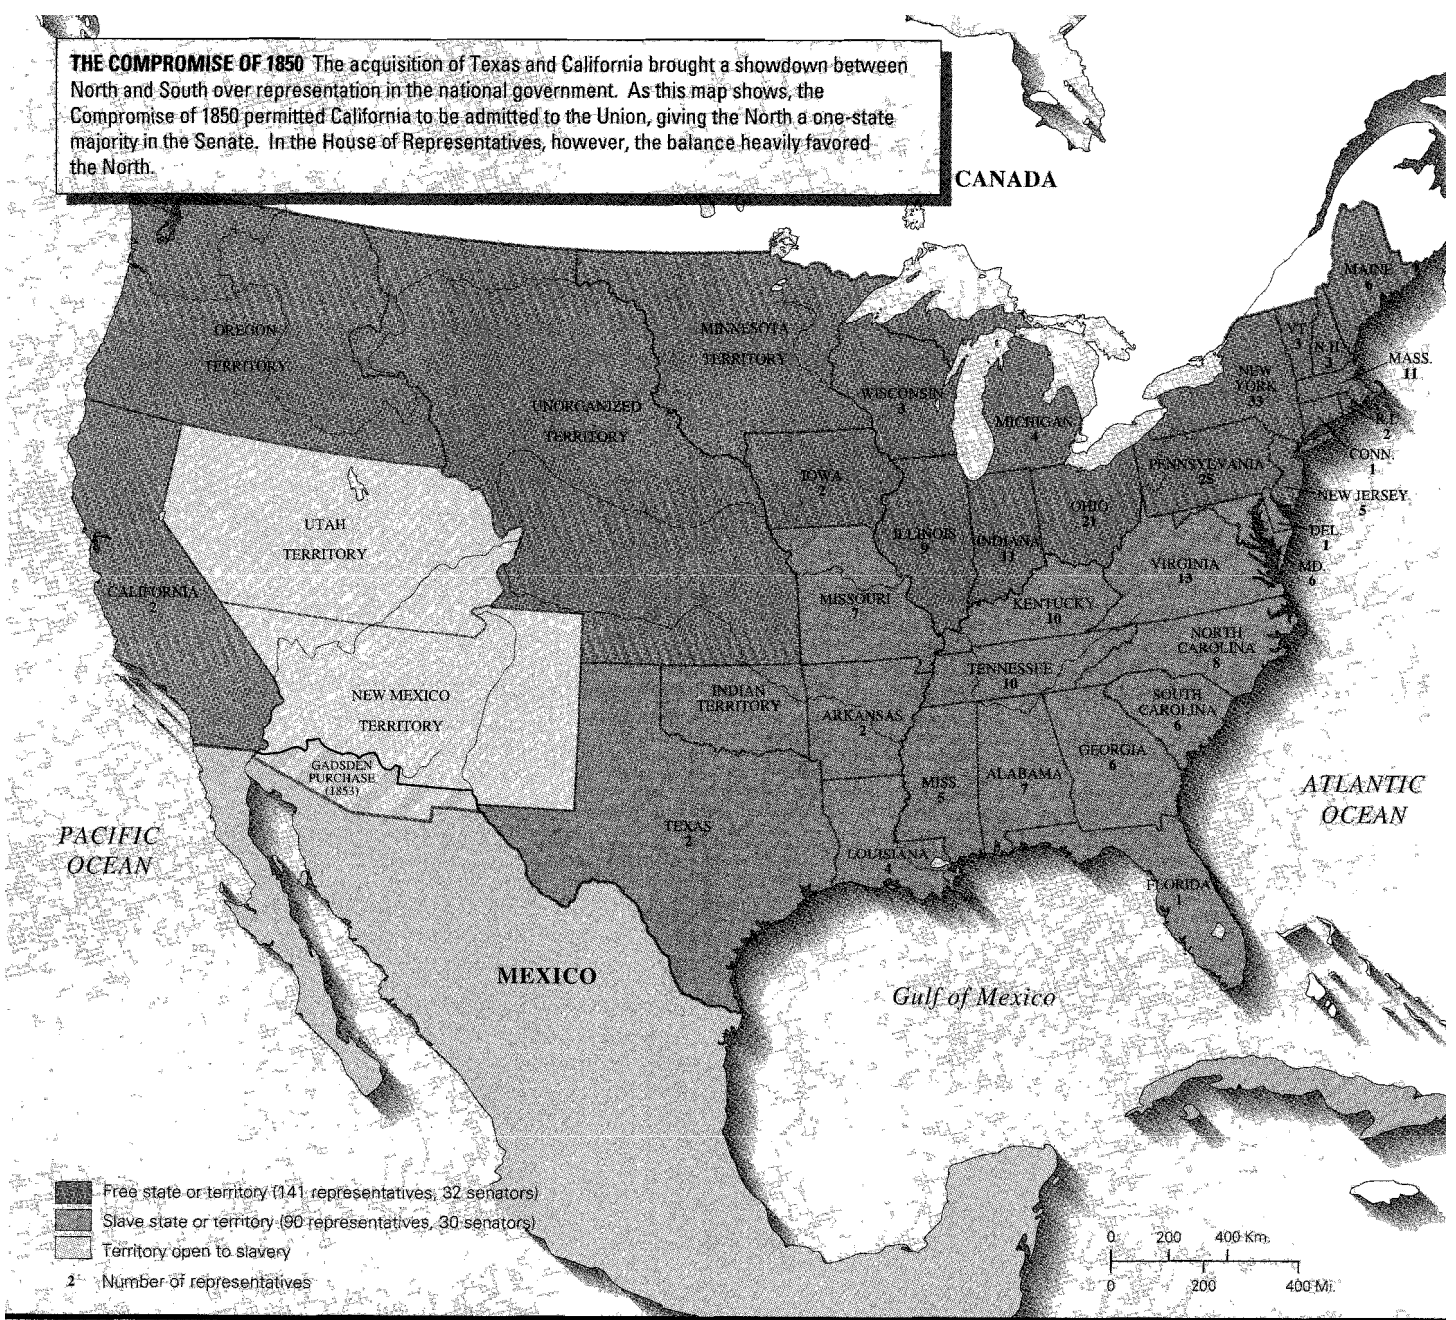 THE COMPROMISE OF 1850 The acquisition of Texas and California brought a showdown between
North and South over representation in the national government. As this map shows, the
Compromise of 1850 permitted California to be admitted to the Union, giving the North a one-state
majority in the Senate. In the House of Representatives, however, the balance heavily favored
the North.
CANADA
MAINE
6
OREGON
TERRITORY
MINNESOTA
TERRITORY
VT.
3
N.H.
3
MASS.
11
NEW
YORK
33
WISCONSIN
3
UNORGANIZED
TERRITORY
MICHIGAN
4
R.I.
2
CONN.
1
PENNSYLVANIA
25
IOWA
2
NEW JERSEY
5
OHIO
21
UTAH
TERRITORY
ILLINOIS
9
INDIANA
11
DEL.
1
MD.
6
VIRGINIA
13
CALIFORNIA
2
MISSOURI
7
KENTUCKY
10
NORTH
CAROLINA
8
TENNESSEE
10
NEW MEXICO
TERRITORY
INDIAN
TERRITORY
ARKANSAS
2
SOUTH
CAROLINA
6
GEORGIA
6
GADSDEN
PURCHASE
(1853)
MISS.
5
ALABAMA
7
ATLANTIC
OCEAN
PACIFIC
OCEAN
TEXAS
2
LOUISIANA
4
FLORIDA
1
MEXICO
Gulf of Mexico
Free state or territory (141 representatives, 32 senators)
Slave state or territory (90 representatives, 30 senators)
Territory open to slavery
2 Number of representatives
0 200 400 Km.
0 200 400 Mi.